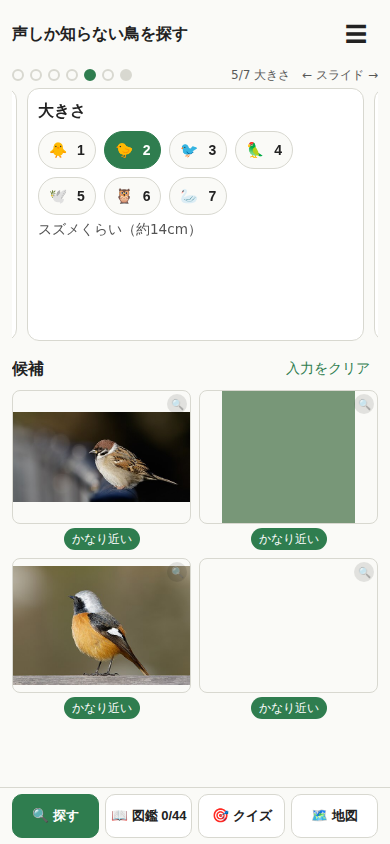 声しか知らない鳥を探す
5/7 大きさ ← スライド →
大きさ
1
2
3
4
5
6
7
スズメくらい（約14cm）
候補
入力をクリア
かなり近い
かなり近い
かなり近い
かなり近い
探す
図鑑 0/44
クイズ
地図